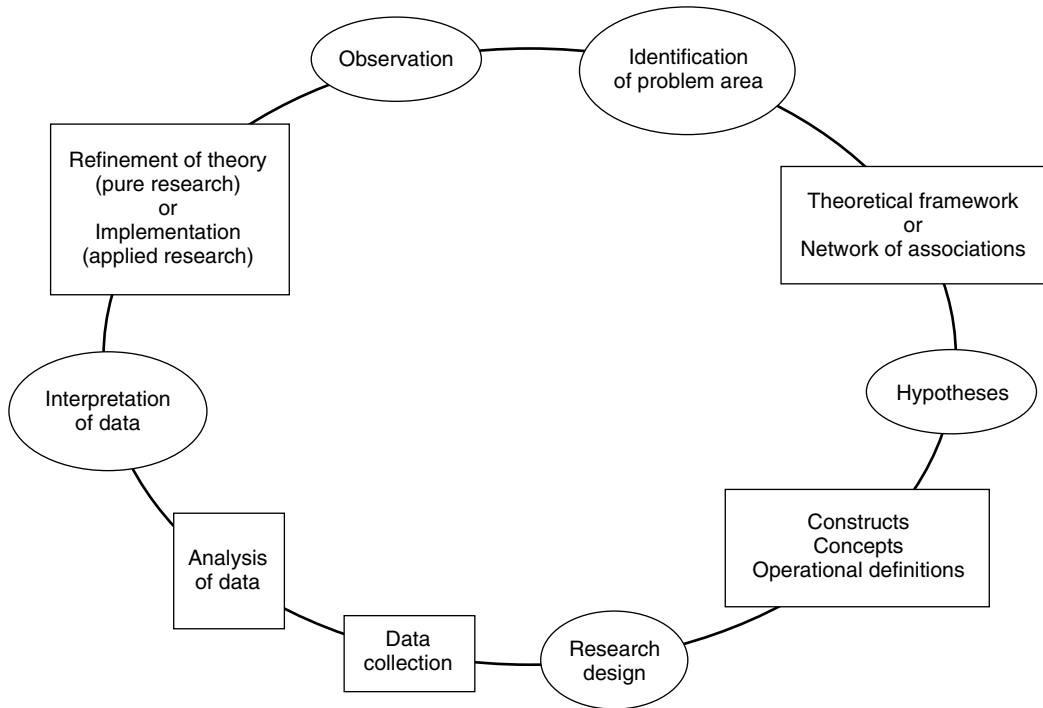 Observation
Identification
of problem area
Refinement of theory
(pure research)
or
Implementation
(applied research)
Theoretical framework
or
Network of associations
Interpretation
of data
Hypotheses
Constructs
Concepts
Operational definitions
Analysis
of data
Data
collection
Research
design